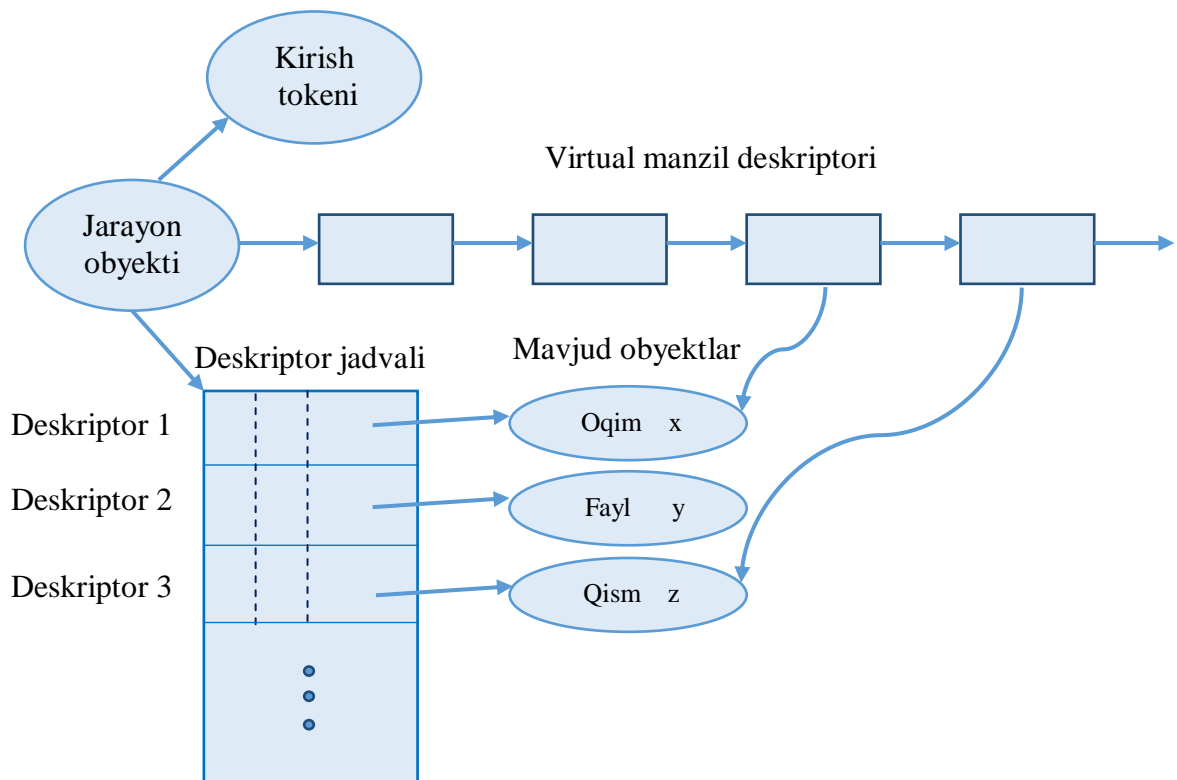 Kirish
tokeni
Virtual manzil deskriptori
Jarayon
obyekti
Deskriptor jadvali
Mavjud obyektlar
Deskriptor 1
Oqim x
Deskriptor 2
Fayl y
Deskriptor 3
Qism z